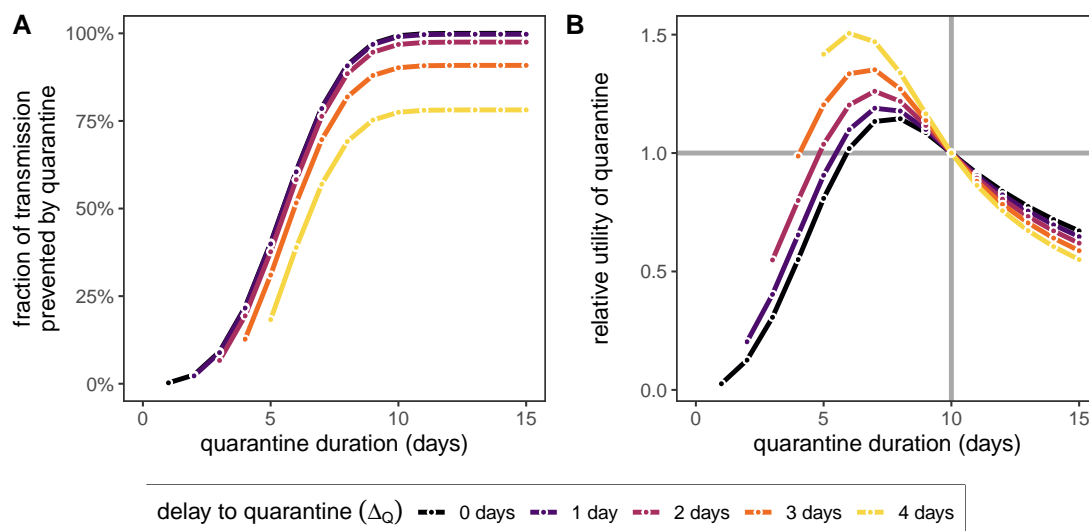 A
fraction of transmission
prevented by quarantine
100%
75%
50%
25%
0%
0 5 10 15
quarantine duration (days)
B
relative utility of quarantine
1.5
1.0
0.5
0.0
0 5 10 15
quarantine duration (days)
delay to quarantine (Δ_Q) 0 days 1 day 2 days 3 days 4 days